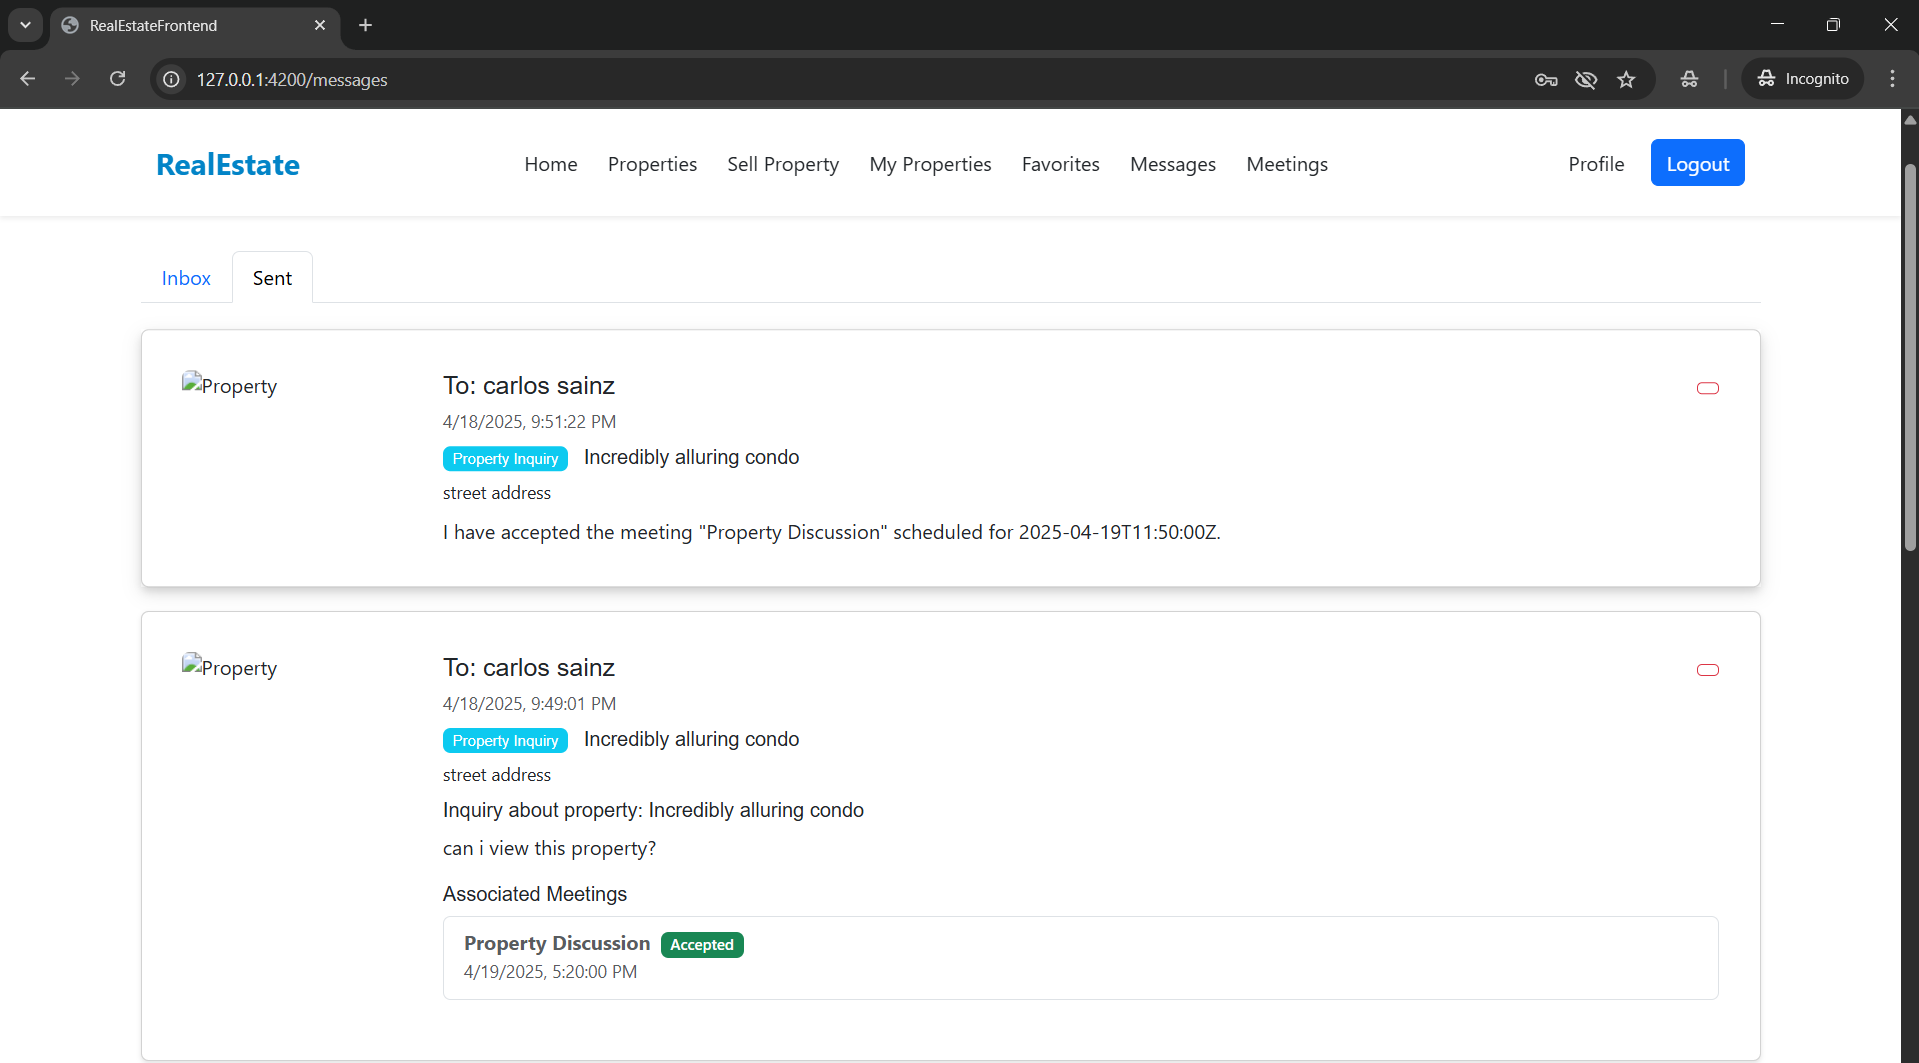 RealEstateFrontend
127.0.0.1:4200/messages
Incognito
RealEstate
Home Properties Sell Property My Properties Favorites Messages Meetings
Profile Logout
Inbox Sent
Property
To: carlos sainz
4/18/2025, 9:51:22 PM
Property Inquiry Incredibly alluring condo
street address
I have accepted the meeting "Property Discussion" scheduled for 2025-04-19T11:50:00Z.
Property
To: carlos sainz
4/18/2025, 9:49:01 PM
Property Inquiry Incredibly alluring condo
street address
Inquiry about property: Incredibly alluring condo
can i view this property?
Associated Meetings
Property Discussion Accepted
4/19/2025, 5:20:00 PM